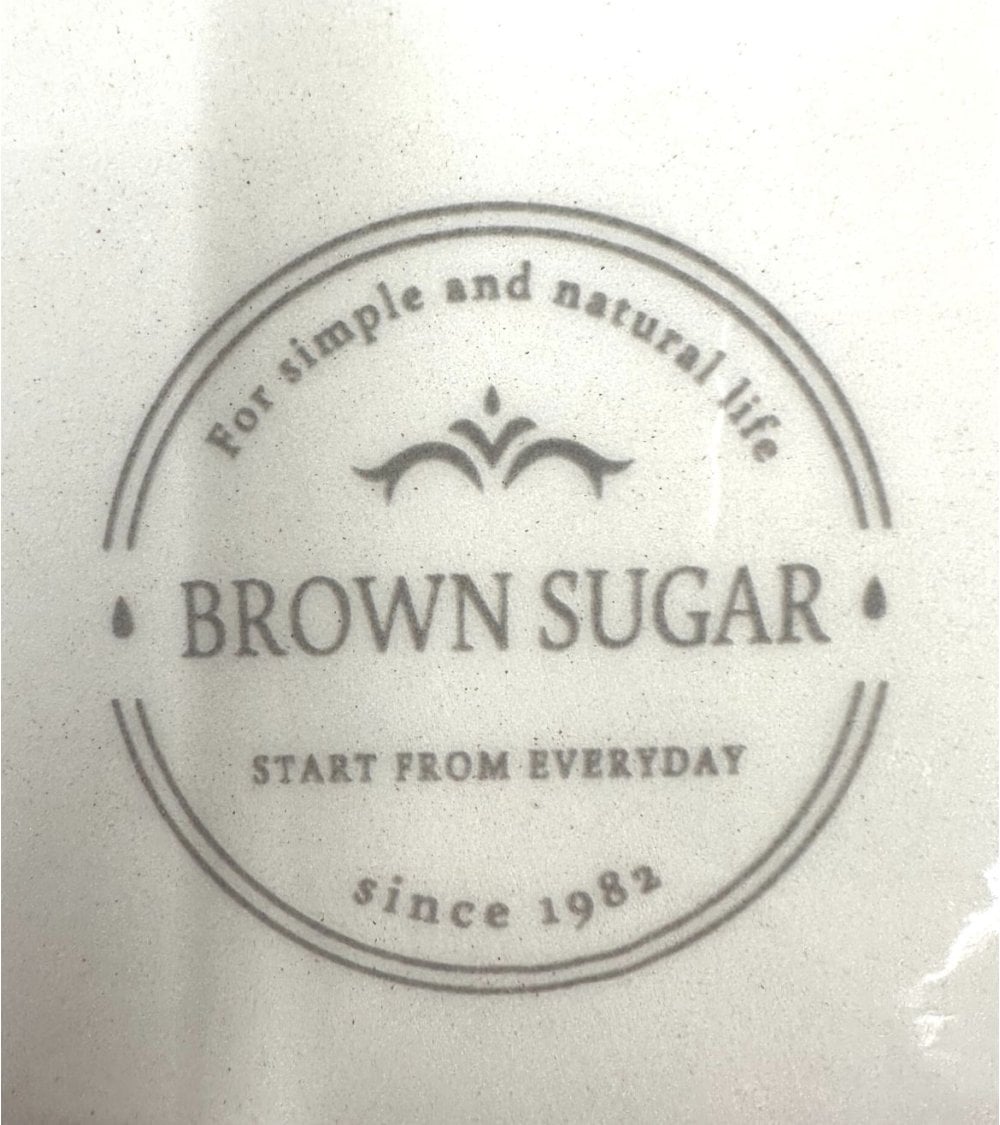 For simple and natural life
BROWN SUGAR
START FROM EVERYDAY
since 1982